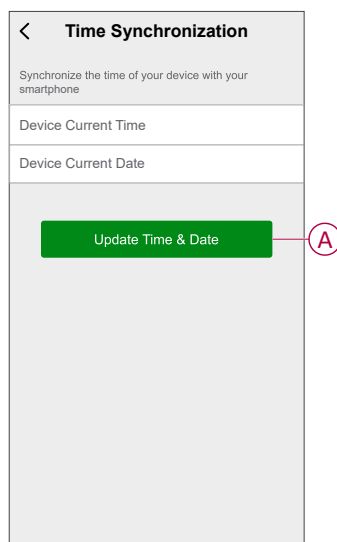 Time Synchronization
Synchronize the time of your device with your
smartphone
Device Current Time
Device Current Date
Update Time & Date
A